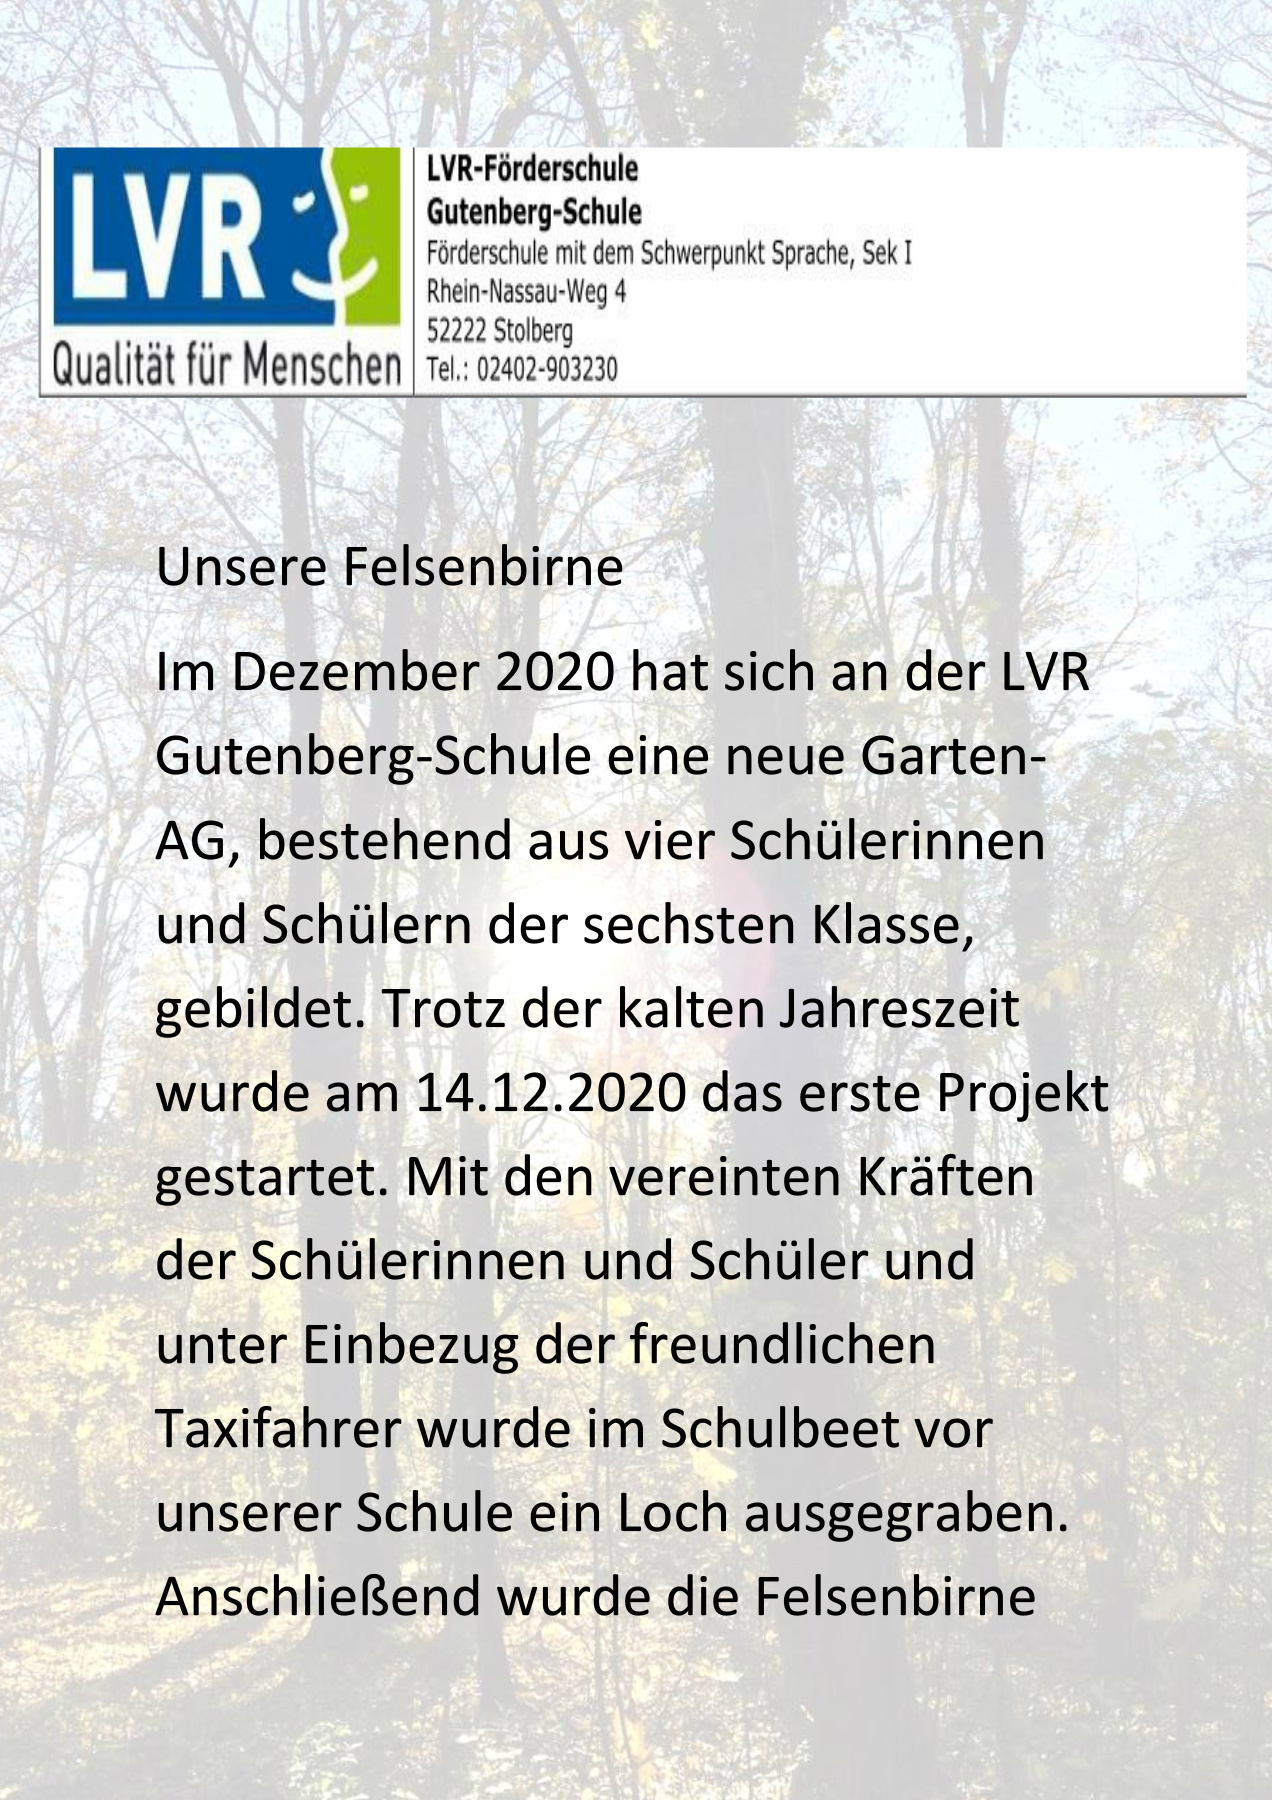 LVR
Qualität für Menschen
LVR-Förderschule
Gutenberg-Schule
Förderschule mit dem Schwerpunkt Sprache, Sek I
Rhein-Nassau-Weg 4
52222 Stolberg
Tel.: 02402-903230
Unsere Felsenbirne
Im Dezember 2020 hat sich an der LVR
Gutenberg-Schule eine neue Garten-
AG, bestehend aus vier Schülerinnen
und Schülern der sechsten Klasse,
gebildet. Trotz der kalten Jahreszeit
wurde am 14.12.2020 das erste Projekt
gestartet. Mit den vereinten Kräften
der Schülerinnen und Schüler und
unter Einbezug der freundlichen
Taxifahrer wurde im Schulbeet vor
unserer Schule ein Loch ausgegraben.
Anschließend wurde die Felsenbirne